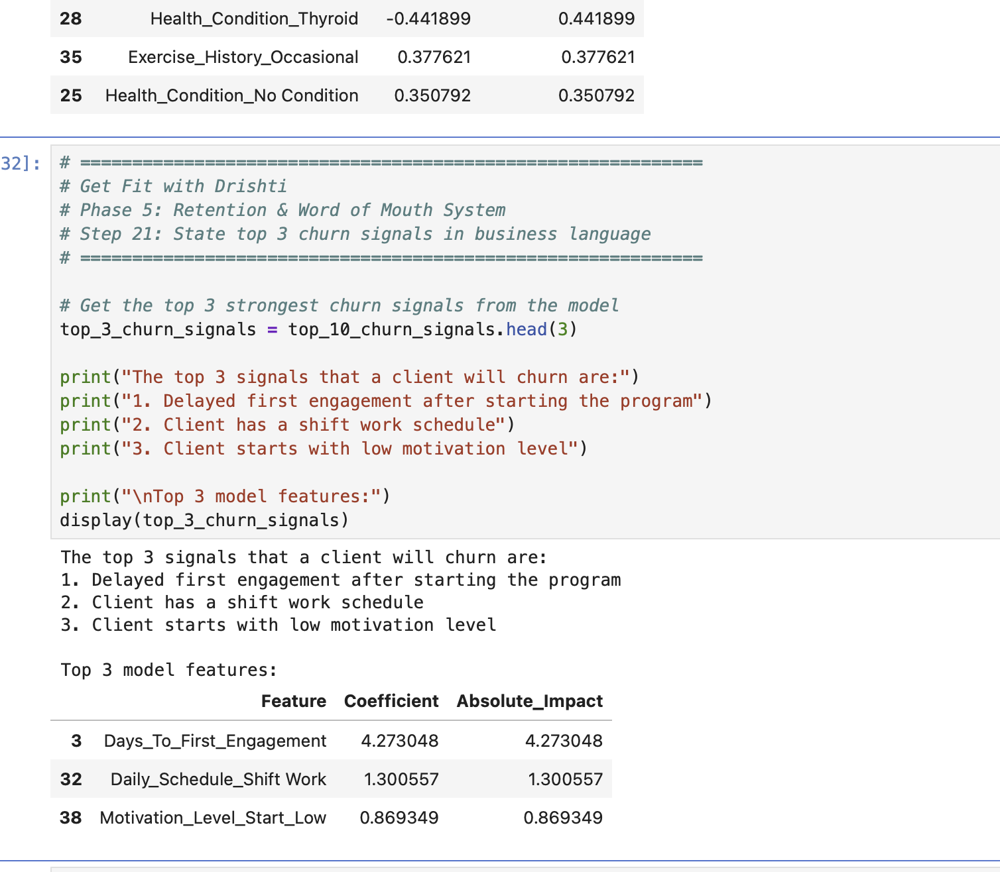 28 Health_Condition_Thyroid -0.441899 0.441899
35 Exercise_History_Occasional 0.377621 0.377621
25 Health_Condition_No Condition 0.350792 0.350792
32]:
# ============================================================
# Get Fit with Drishti
# Phase 5: Retention & Word of Mouth System
# Step 21: State top 3 churn signals in business language
# ============================================================
# Get the top 3 strongest churn signals from the model
top_3_churn_signals = top_10_churn_signals.head(3)
print("The top 3 signals that a client will churn are:")
print("1. Delayed first engagement after starting the program")
print("2. Client has a shift work schedule")
print("3. Client starts with low motivation level")
print("\nTop 3 model features:")
display(top_3_churn_signals)
The top 3 signals that a client will churn are:
1. Delayed first engagement after starting the program
2. Client has a shift work schedule
3. Client starts with low motivation level
Top 3 model features:
Feature Coefficient Absolute_Impact
3 Days_To_First_Engagement 4.273048 4.273048
32 Daily_Schedule_Shift Work 1.300557 1.300557
38 Motivation_Level_Start_Low 0.869349 0.869349